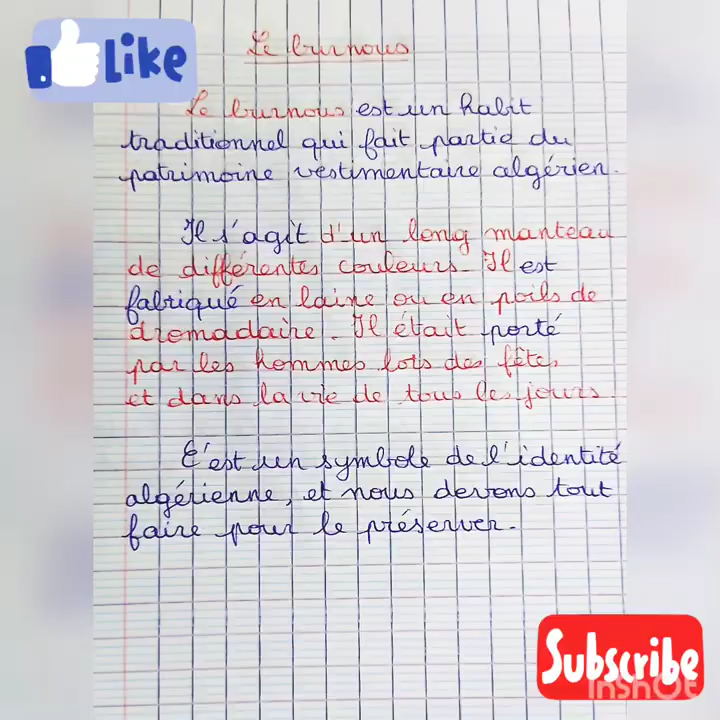 Like
Le burnous
Le burnous est un habit
traditionnel qui fait partie du
patrimoine vestimentaire algérien.
Il s'agit d'un long manteau
de différentes couleurs. Il est
fabriqué en laine ou en poils de
dromadaire. Il était porté
par les hommes lors des fêtes
et dans la vie de tous les jours
C'est un symbole de l'identité
algérienne, et nous devons tout
faire pour le préserver.
Subscribe
InShOt